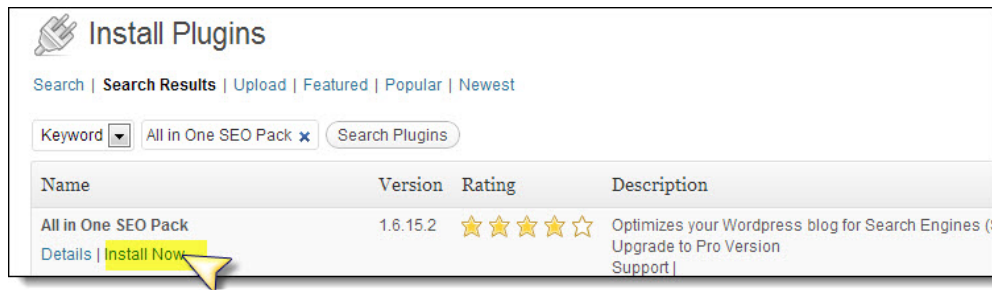 Install Plugins
Search | Search Results | Upload | Featured | Popular | Newest
Keyword All in One SEO Pack x Search Plugins
Name Version Rating Description
All in One SEO Pack 1.6.15.2 Optimizes your Wordpress blog for Search Engines (
Details | Install Now Upgrade to Pro Version
Support |